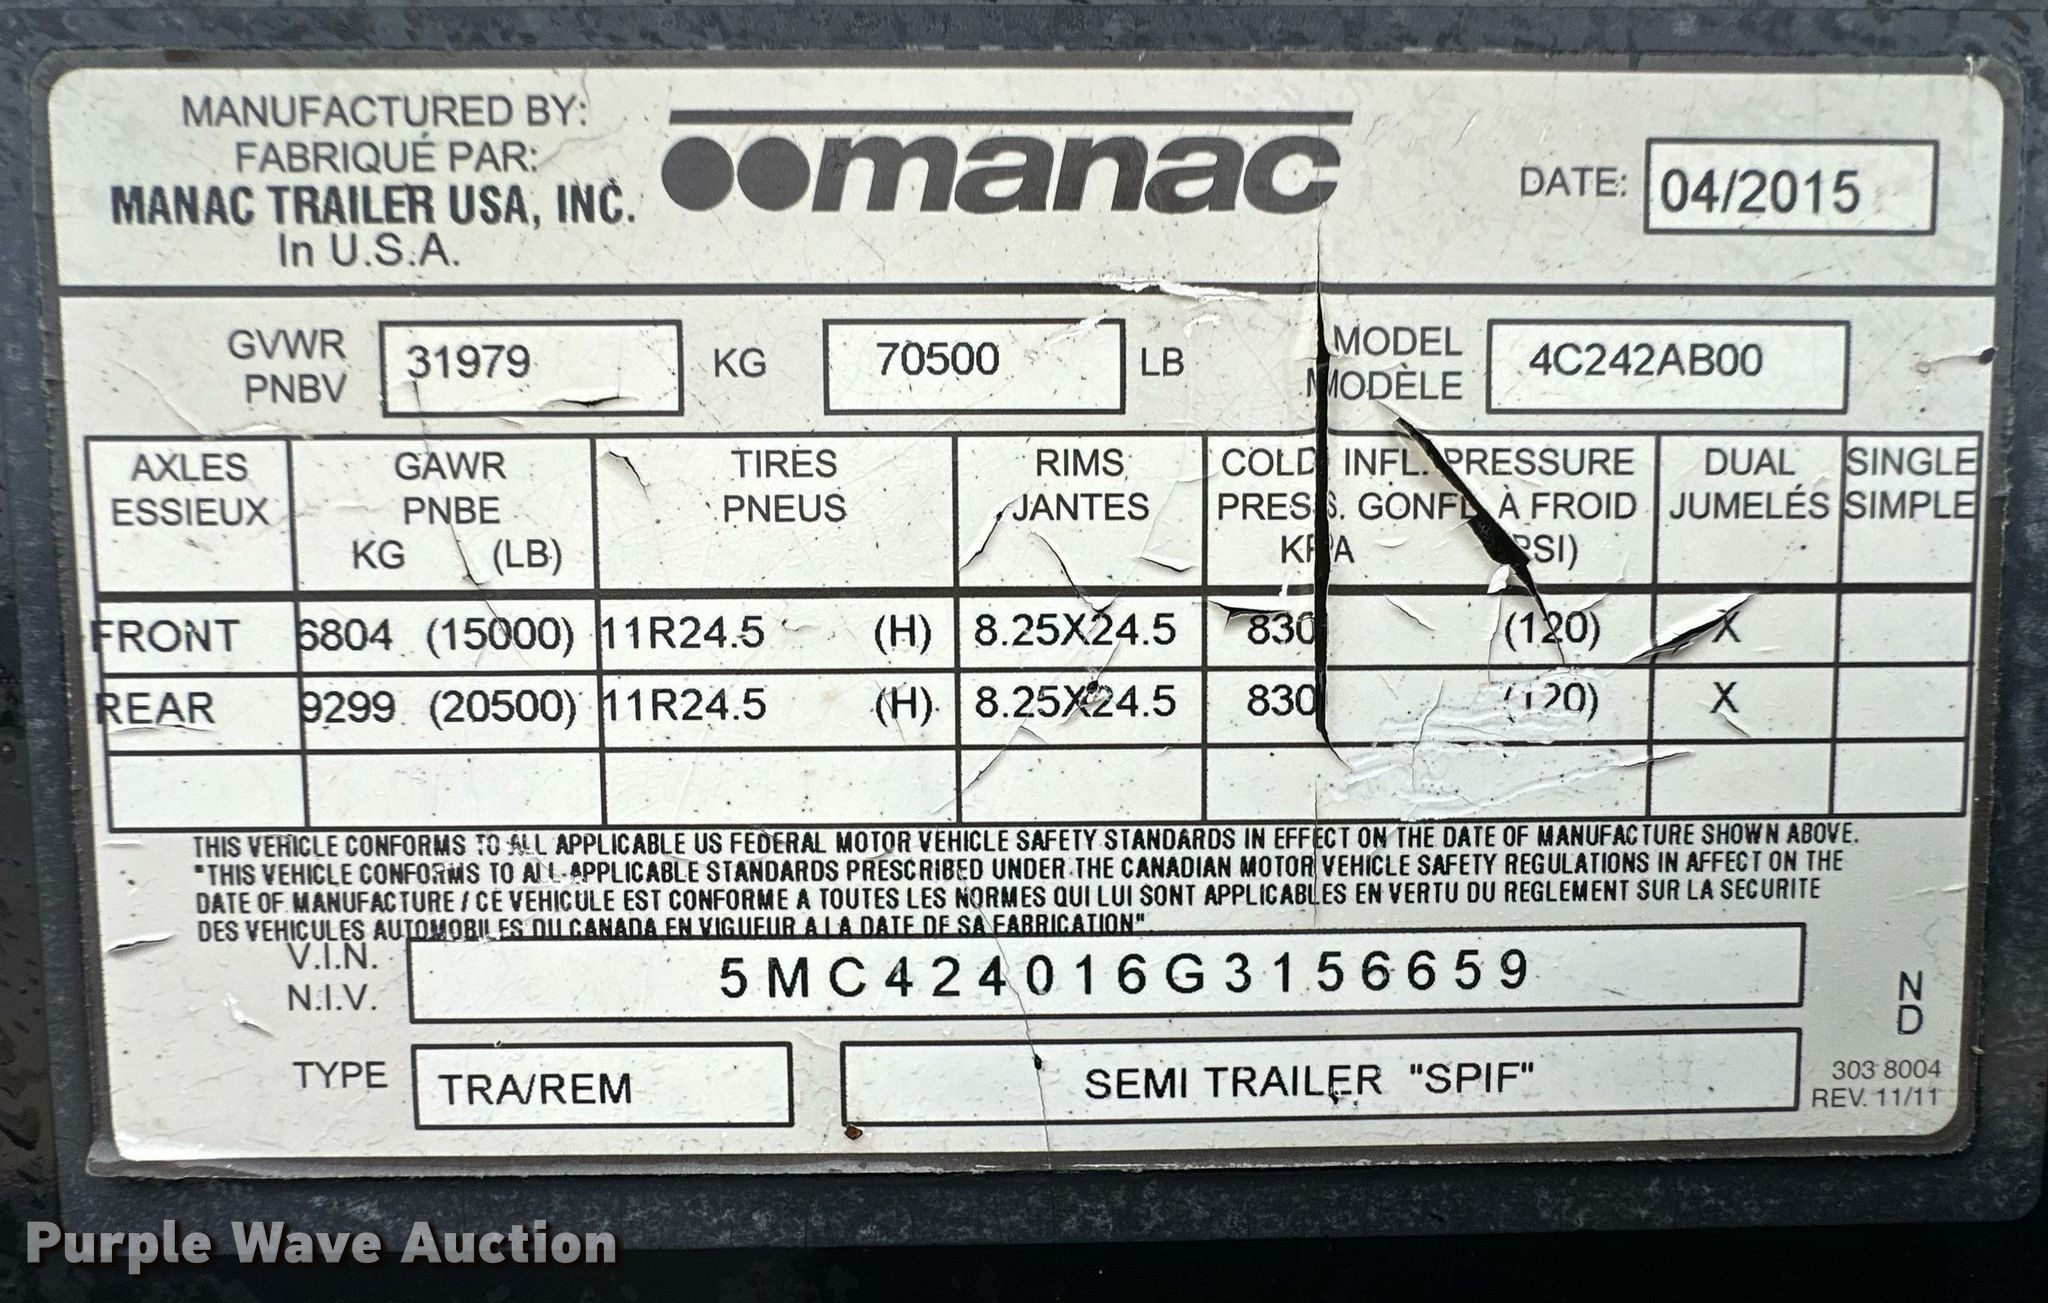 MANUFACTURED BY:
FABRIQUÉ PAR:
MANAC TRAILER USA, INC.
In U.S.A.
manac
DATE: 04/2015
GVWR 31979 KG 70500 LB MODEL 4C242AB00
PNBV MODÈLE
AXLES GAWR TIRES RIMS COLD INFL. PRESSURE DUAL SINGLE
ESSIEUX PNBE PNEUS JANTES PRESS. GONFL. À FROID JUMELÉS SIMPLE
KG (LB) KPA (PSI)
FRONT 6804 (15000) 11R24.5 (H) 8.25X24.5 830 (120) X
REAR 9299 (20500) 11R24.5 (H) 8.25X24.5 830 (120) X
THIS VEHICLE CONFORMS TO ALL APPLICABLE US FEDERAL MOTOR VEHICLE SAFETY STANDARDS IN EFFECT ON THE DATE OF MANUFACTURE SHOWN ABOVE.
"THIS VEHICLE CONFORMS TO ALL APPLICABLE STANDARDS PRESCRIBED UNDER THE CANADIAN MOTOR VEHICLE SAFETY REGULATIONS IN AFFECT ON THE
DATE OF MANUFACTURE / CE VEHICULE EST CONFORME A TOUTES LES NORMES QUI LUI SONT APPLICABLES EN VERTU DU REGLEMENT SUR LA SECURITE
DES VEHICULES AUTOMOBILES DU CANADA EN VIGUEUR A LA DATE DE SA FABRICATION".
V.I.N. 5MC424016G3156659
N.I.V.
N
D
TYPE TRA/REM SEMI TRAILER "SPIF"
303 8004
REV. 11/11
Purple Wave Auction